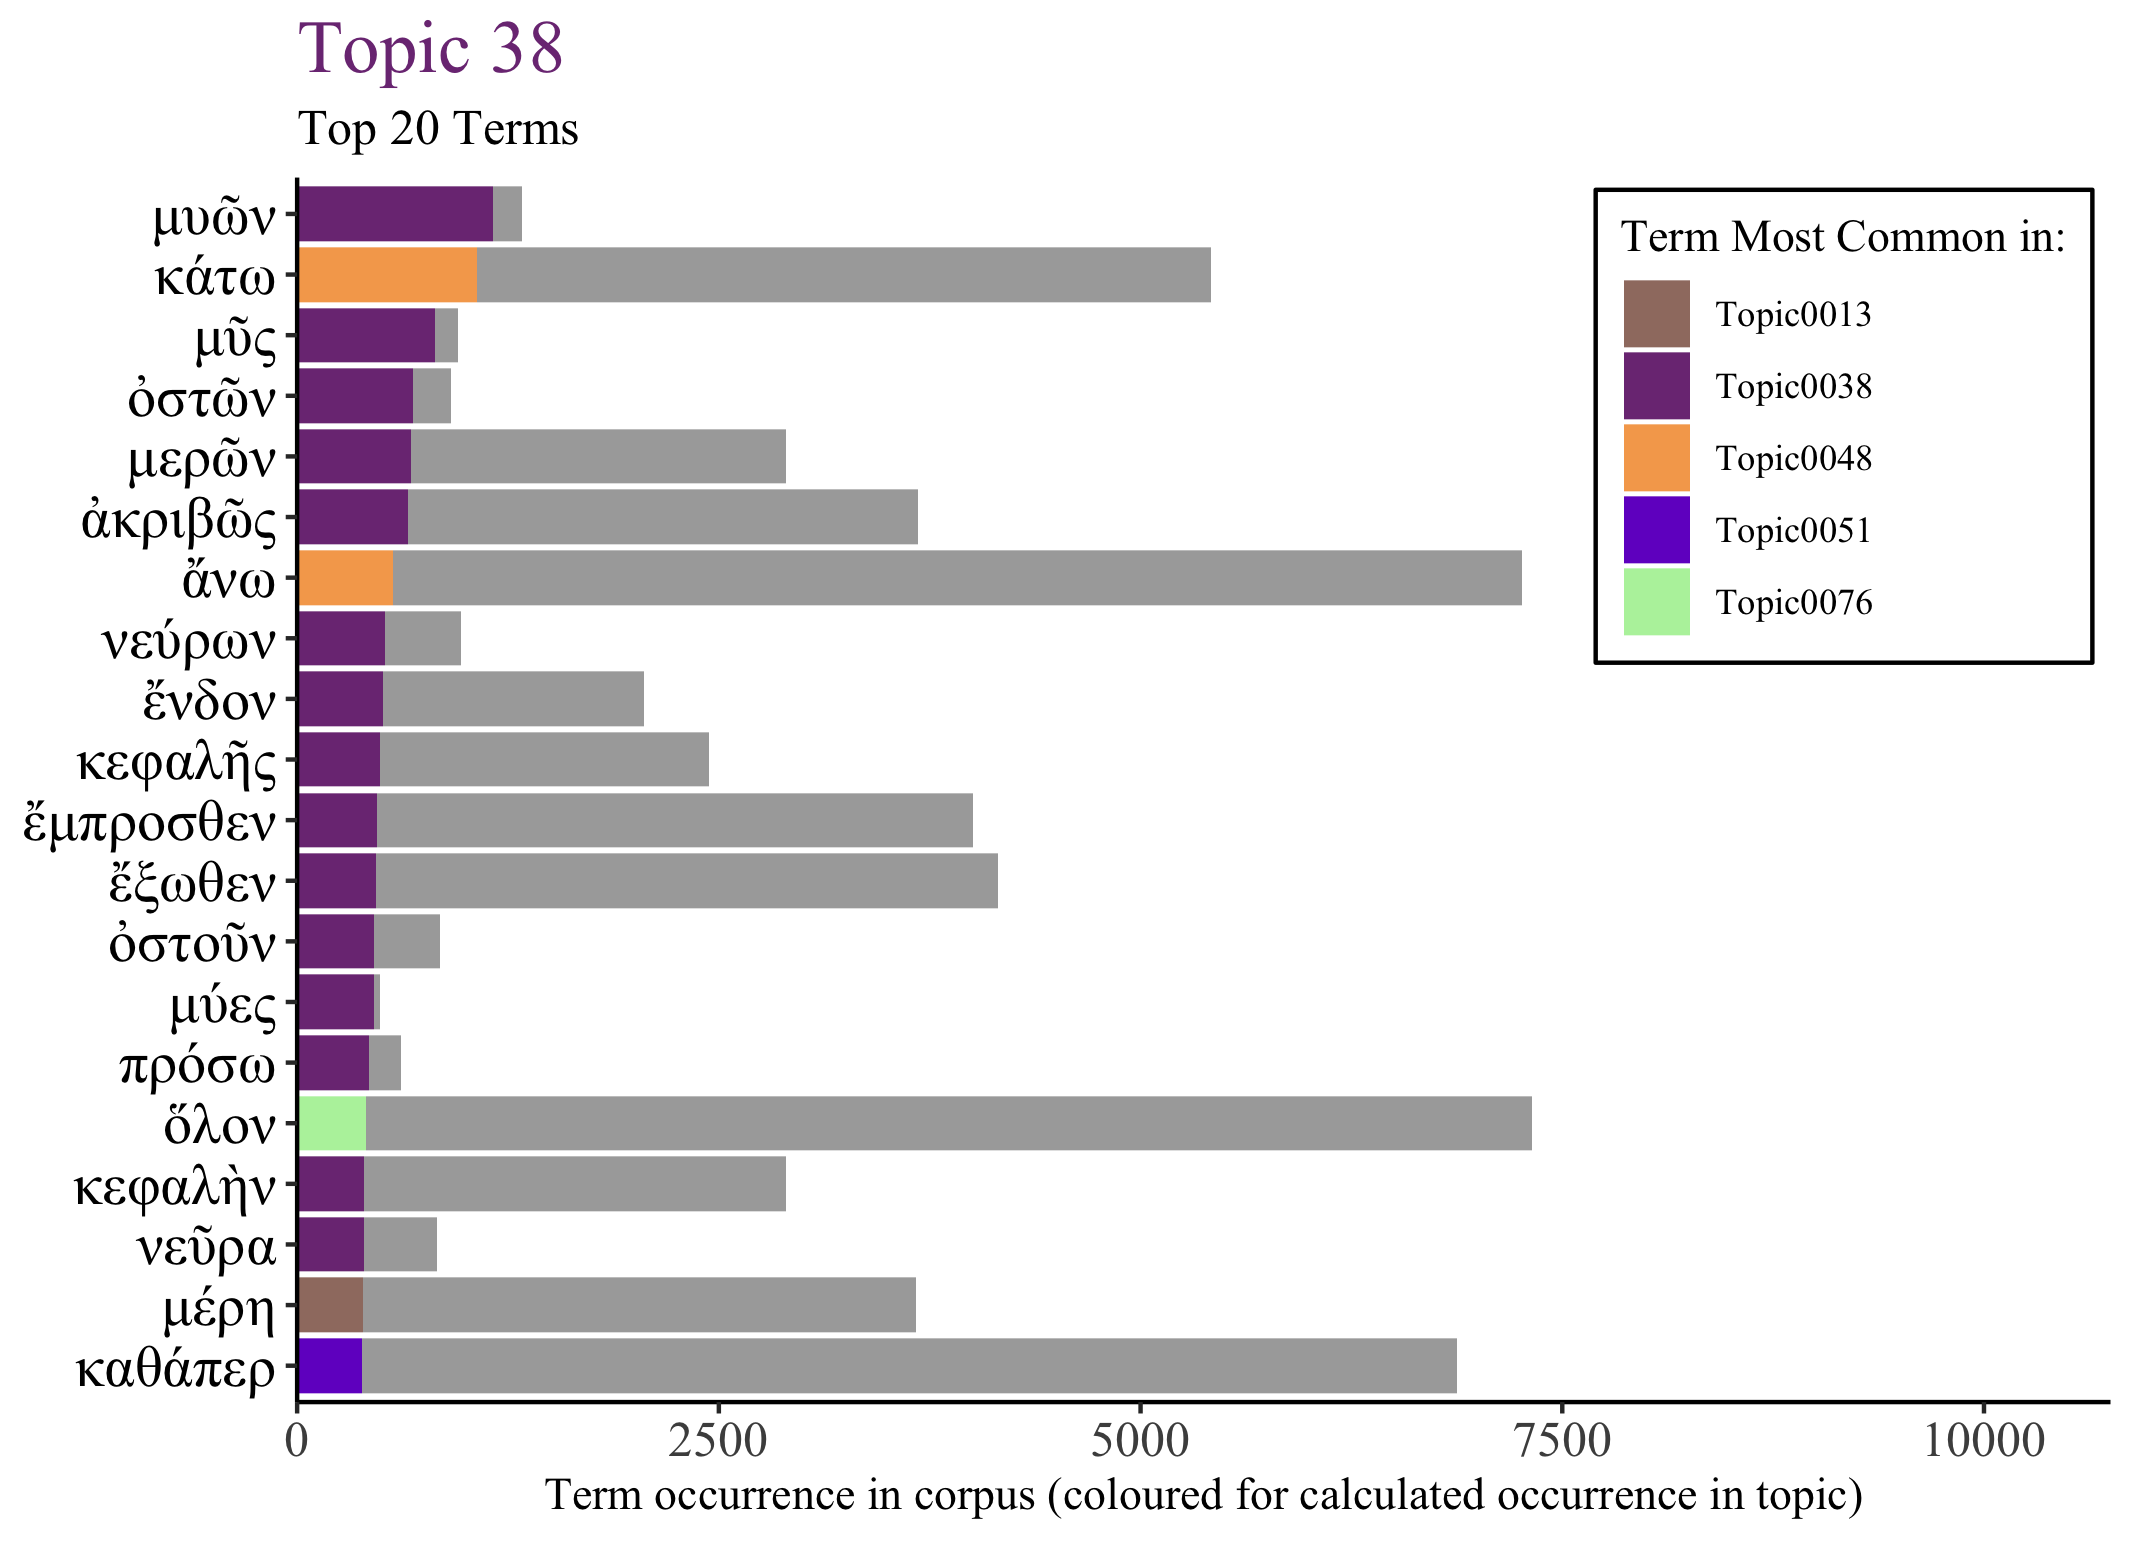 Topic 38
Top 20 Terms
μυῶν
κάτω
μῦς
ὀστῶν
μερῶν
ἀκριβῶς
ἄνω
νεύρων
ἔνδον
κεφαλῆς
ἔμπροσθεν
ἔξωθεν
ὀστοῦν
μύες
πρόσω
ὅλον
κεφαλὴν
νεῦρα
μέρη
καθάπερ
Term Most Common in:
Topic0013
Topic0038
Topic0048
Topic0051
Topic0076
0 2500 5000 7500 10000
Term occurrence in corpus (coloured for calculated occurrence in topic)